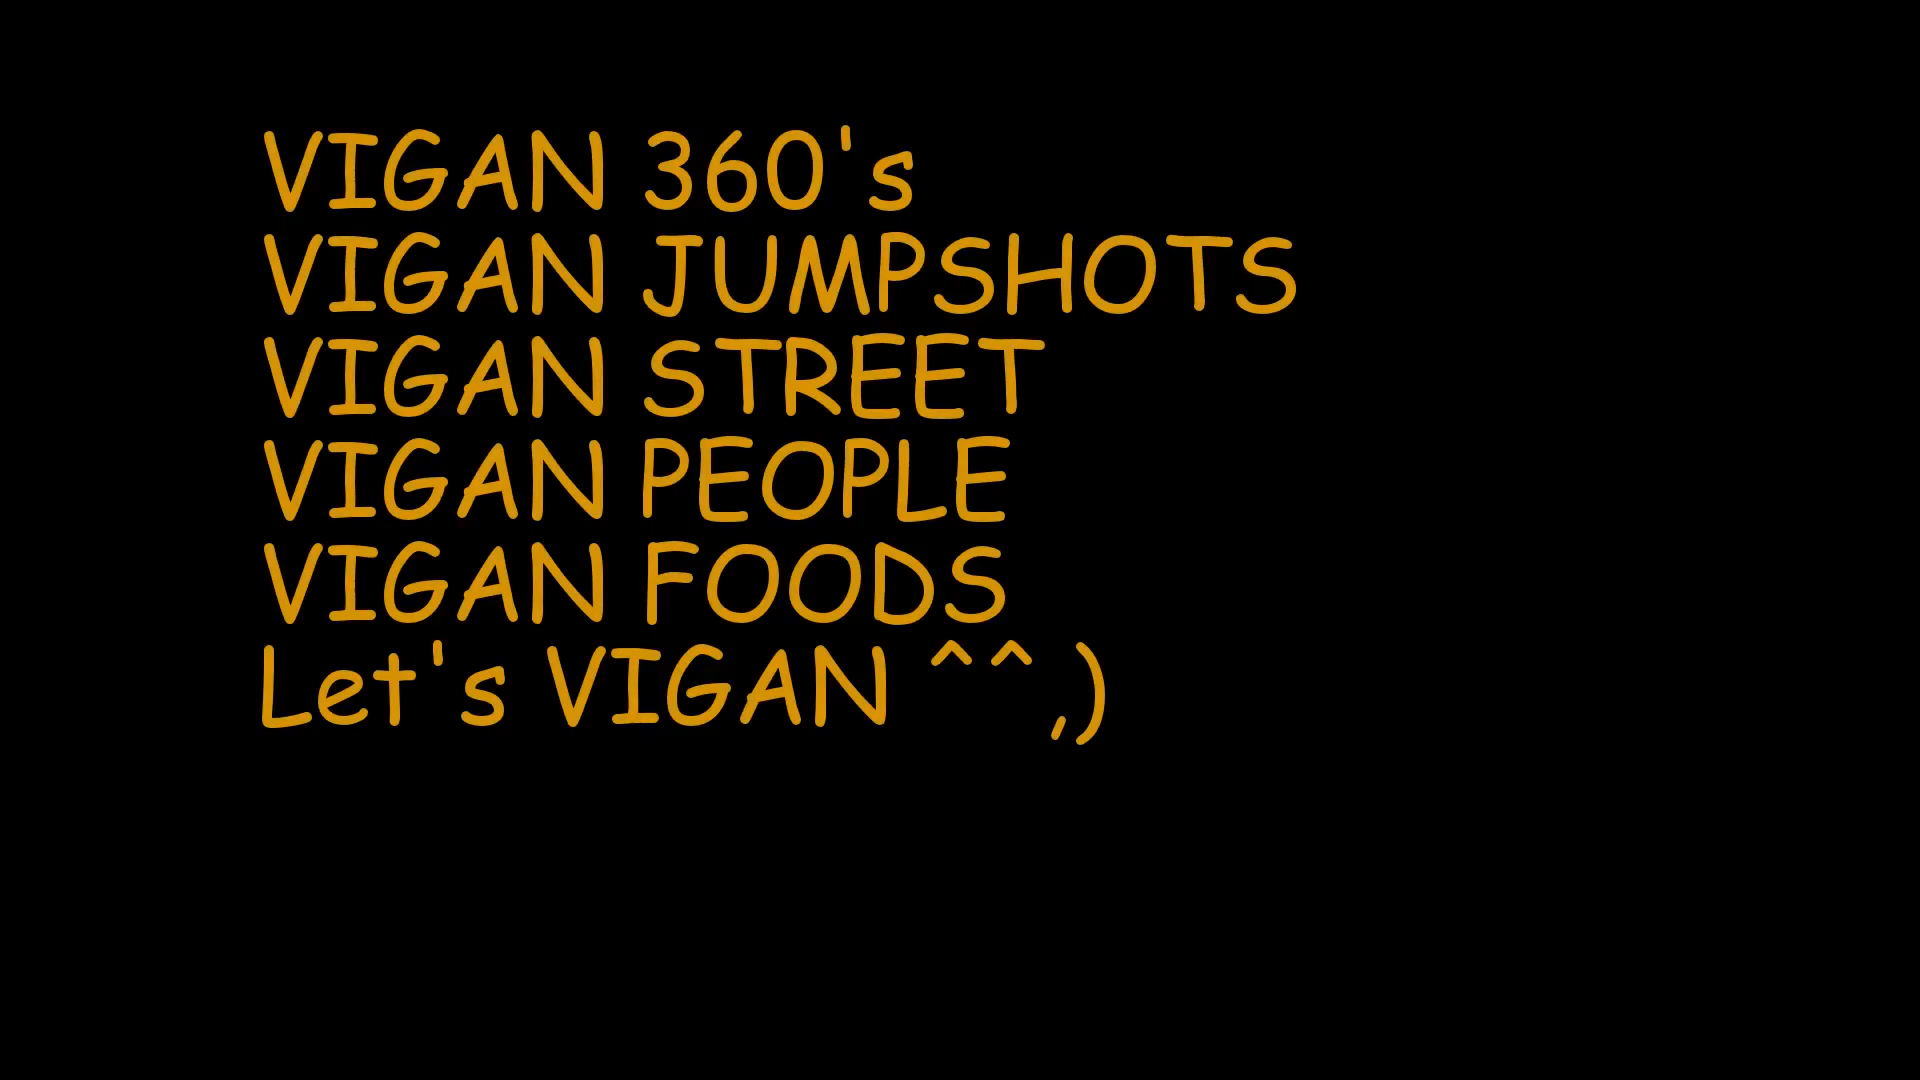 VIGAN 360's
VIGAN JUMPSHOTS
VIGAN STREET
VIGAN PEOPLE
VIGAN FOODS
Let's VIGAN ^^,)